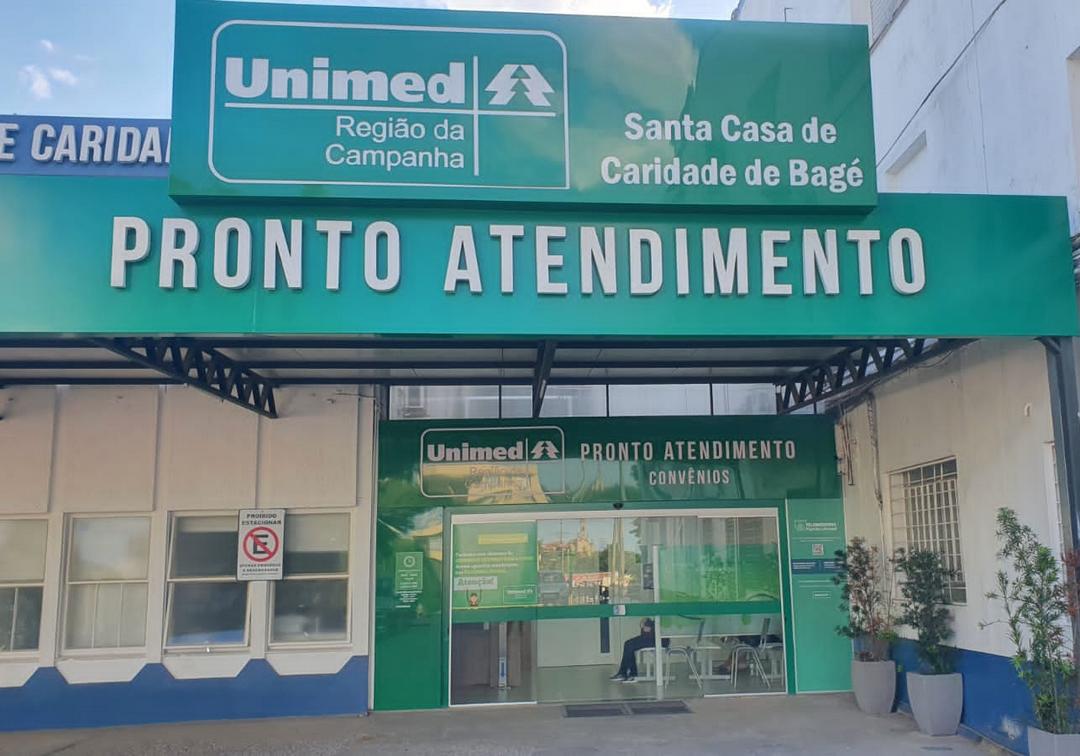 Unimed
Região da
Campanha
Santa Casa de
Caridade de Bagé
E CARIDA
PRONTO ATENDIMENTO
Unimed
PRONTO ATENDIMENTO
CONVÊNIOS
PROIBIDO
ESTACIONAR
E
Atenção!
Unimed